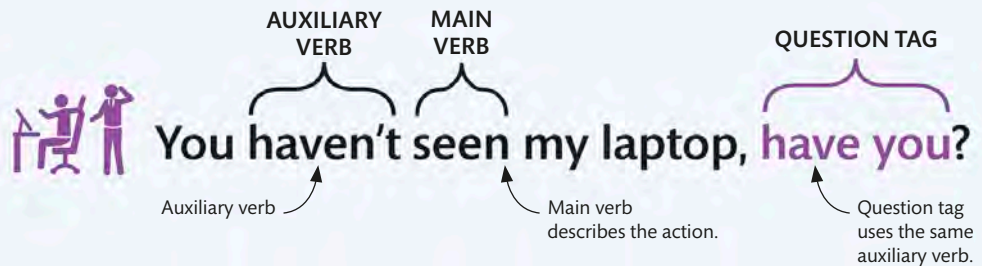 AUXILIARY
VERB
MAIN
VERB
QUESTION TAG
You haven't seen my laptop, have you?
Auxiliary verb
Main verb
describes the action.
Question tag
uses the same
auxiliary verb.